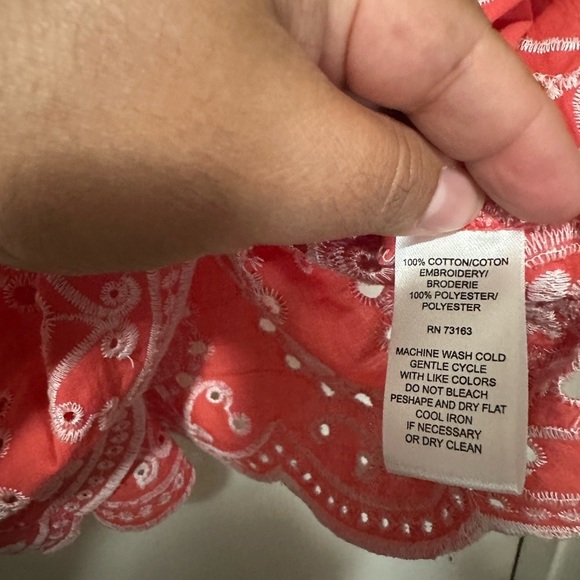 100% COTTON/COTON
EMBROIDERY/
BRODERIE
100% POLYESTER/
POLYESTER
RN 73163
MACHINE WASH COLD
GENTLE CYCLE
WITH LIKE COLORS
DO NOT BLEACH
PESHAPE AND DRY FLAT
COOL IRON
IF NECESSARY
OR DRY CLEAN